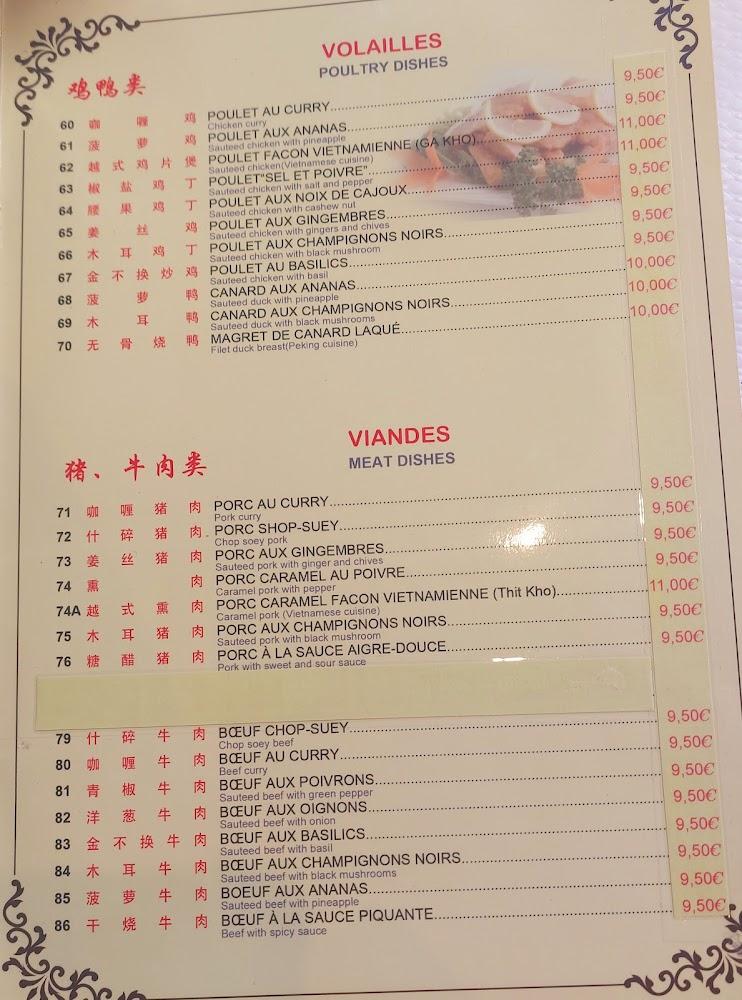 VOLAILLES
POULTRY DISHES
鸡鸭类
60 咖喱鸡 POULET AU CURRY 9,50€
Chicken curry
61 菠萝鸡 POULET AUX ANANAS 9,50€
Sauteed chicken with pineapple
62 越式鸡片煲 POULET FACON VIETNAMIENNE (GA KHO) 11,00€
Sauteed chicken(Vietnamese cuisine)
63 椒盐鸡丁 POULET"SEL ET POIVRE" 11,00€
Sauteed chicken with salt and pepper
64 腰果鸡丁 POULET AUX NOIX DE CAJOUX 9,50€
Sauteed chicken with cashew nut
65 姜丝鸡 POULET AUX GINGEMBRES 9,50€
Sauteed chicken with gingers and chives
66 木耳鸡丁 POULET AUX CHAMPIGNONS NOIRS 9,50€
Sauteed chicken with black mushroom
67 金不换炒鸡 POULET AU BASILICS 9,50€
Sauteed chicken with basil
68 菠萝鸭 CANARD AUX ANANAS 10,00€
Sauteed duck with pineapple
69 木耳鸭 CANARD AUX CHAMPIGNONS NOIRS 10,00€
Sauteed duck with black mushrooms
70 无骨烧鸭 MAGRET DE CANARD LAQUÉ 10,00€
Filet duck breast(Peking cuisine)
VIANDES
MEAT DISHES
猪、牛肉类
71 咖喱猪肉 PORC AU CURRY 9,50€
Pork curry
72 什碎猪肉 PORC SHOP-SUEY 9,50€
Chop soey pork
73 姜丝猪肉 PORC AUX GINGEMBRES 9,50€
Sauteed pork with ginger and chives
74 熏肉 PORC CARAMEL AU POIVRE 9,50€
Caramel pork with pepper
74A 越式熏肉 PORC CARAMEL FACON VIETNAMIENNE (Thit Kho) 11,00€
Caramel pork (Vietnamese cuisine)
75 木耳猪肉 PORC AUX CHAMPIGNONS NOIRS 9,50€
Sauteed pork with black mushroom
76 糖醋猪肉 PORC À LA SAUCE AIGRE-DOUCE 9,50€
Pork with sweet and sour sauce
79 什碎牛肉 BŒUF CHOP-SUEY 9,50€
Chop soey beef
80 咖喱牛肉 BŒUF AU CURRY 9,50€
Beef curry
81 青椒牛肉 BŒUF AUX POIVRONS 9,50€
Sauteed beef with green pepper
82 洋葱牛肉 BŒUF AUX OIGNONS 9,50€
Sauteed beef with onion
83 金不换牛肉 BŒUF AUX BASILICS 9,50€
Sauteed beef with basil
84 木耳牛肉 BŒUF AUX CHAMPIGNONS NOIRS 9,50€
Sauteed beef with black mushrooms
85 菠萝牛肉 BOEUF AUX ANANAS 9,50€
Sauteed beef with pineapple
86 干烧牛肉 BŒUF À LA SAUCE PIQUANTE 9,50€
Beef with spicy sauce